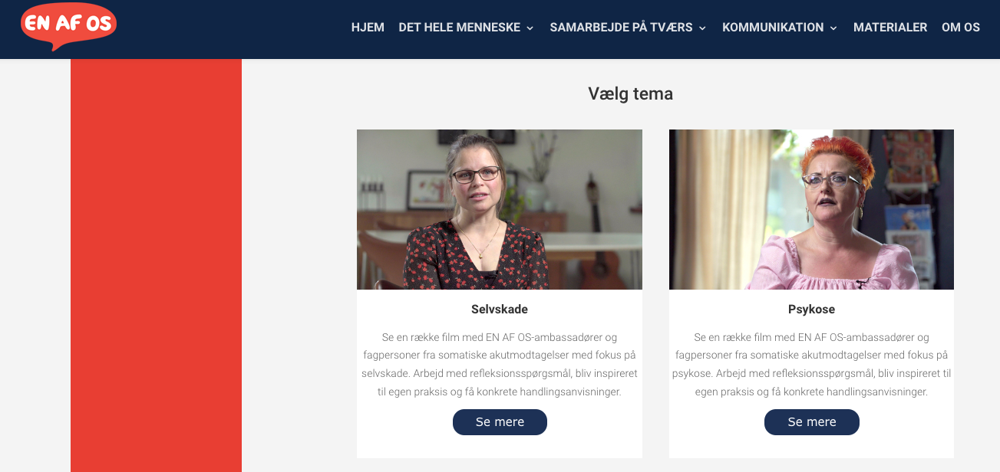 EN AF OS
HJEM DET HELE MENNESKE SAMARBEJDE PÅ TVÆRS KOMMUNIKATION MATERIALER OM OS
Vælg tema
Selvskade
Se en række film med EN AF OS-ambassadører og
fagpersoner fra somatiske akutmodtagelser med fokus på
selvskade. Arbejd med refleksionsspørgsmål, bliv inspireret
til egen praksis og få konkrete handlingsanvisninger.
Se mere
Psykose
Se en række film med EN AF OS-ambassadører og
fagpersoner fra somatiske akutmodtagelser med fokus på
psykose. Arbejd med refleksionsspørgsmål, bliv inspireret til
egen praksis og få konkrete handlingsanvisninger.
Se mere